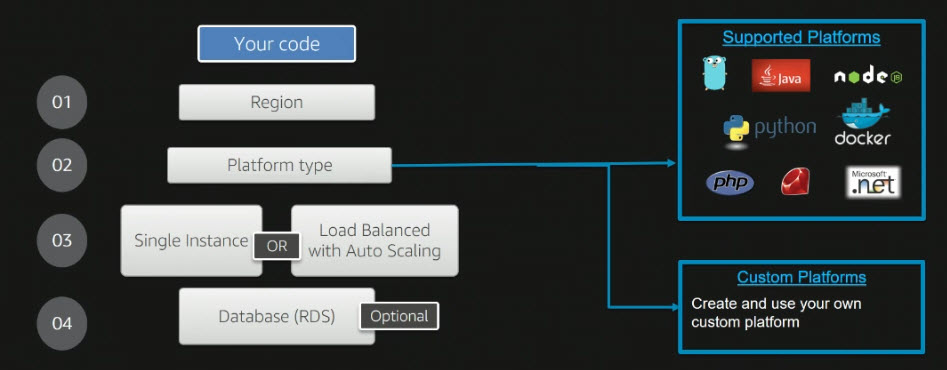 Your code
01
Region
02
Platform type
03
Single Instance
OR
Load Balanced
with Auto Scaling
04
Database (RDS)
Optional
Supported Platforms
Java
node
JS
python
docker
php
Microsoft
.net
Custom Platforms
Create and use your own
custom platform